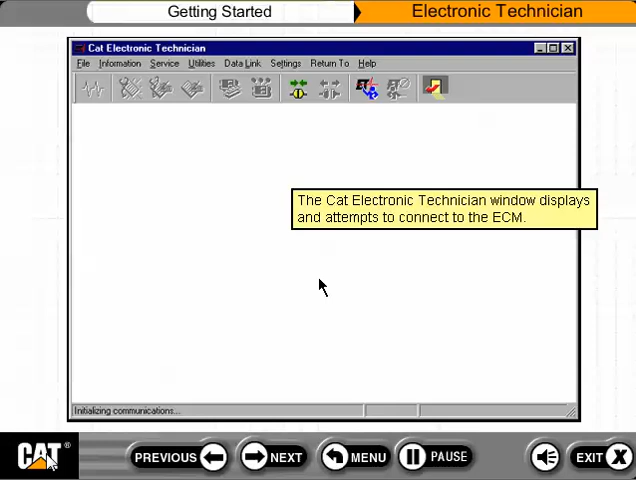 Getting Started
Electronic Technician
Cat Electronic Technician
File Information Service Utilities Data Link Settings Return To Help
ET
The Cat Electronic Technician window displays
and attempts to connect to the ECM.
Initializing communications...
CAT®
PREVIOUS NEXT MENU PAUSE EXIT X